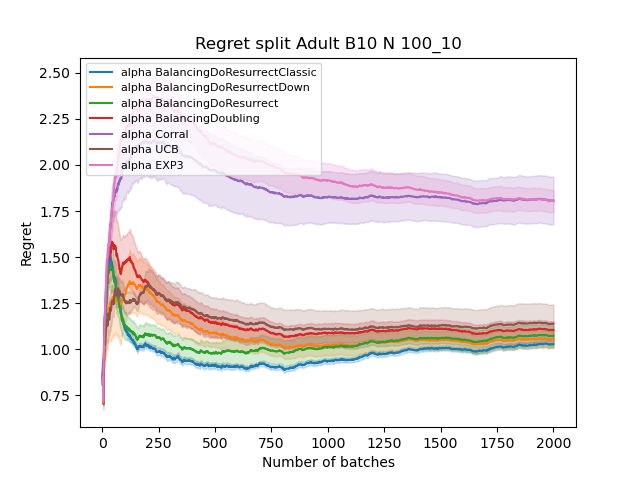 Regret split Adult B10 N 100_10
2.50
2.25
2.00
1.75
1.50
1.25
1.00
0.75
Regret
alpha BalancingDoResurrectClassic
alpha BalancingDoResurrectDown
alpha BalancingDoResurrect
alpha BalancingDoubling
alpha Corral
alpha UCB
alpha EXP3
0 250 500 750 1000 1250 1500 1750 2000
Number of batches